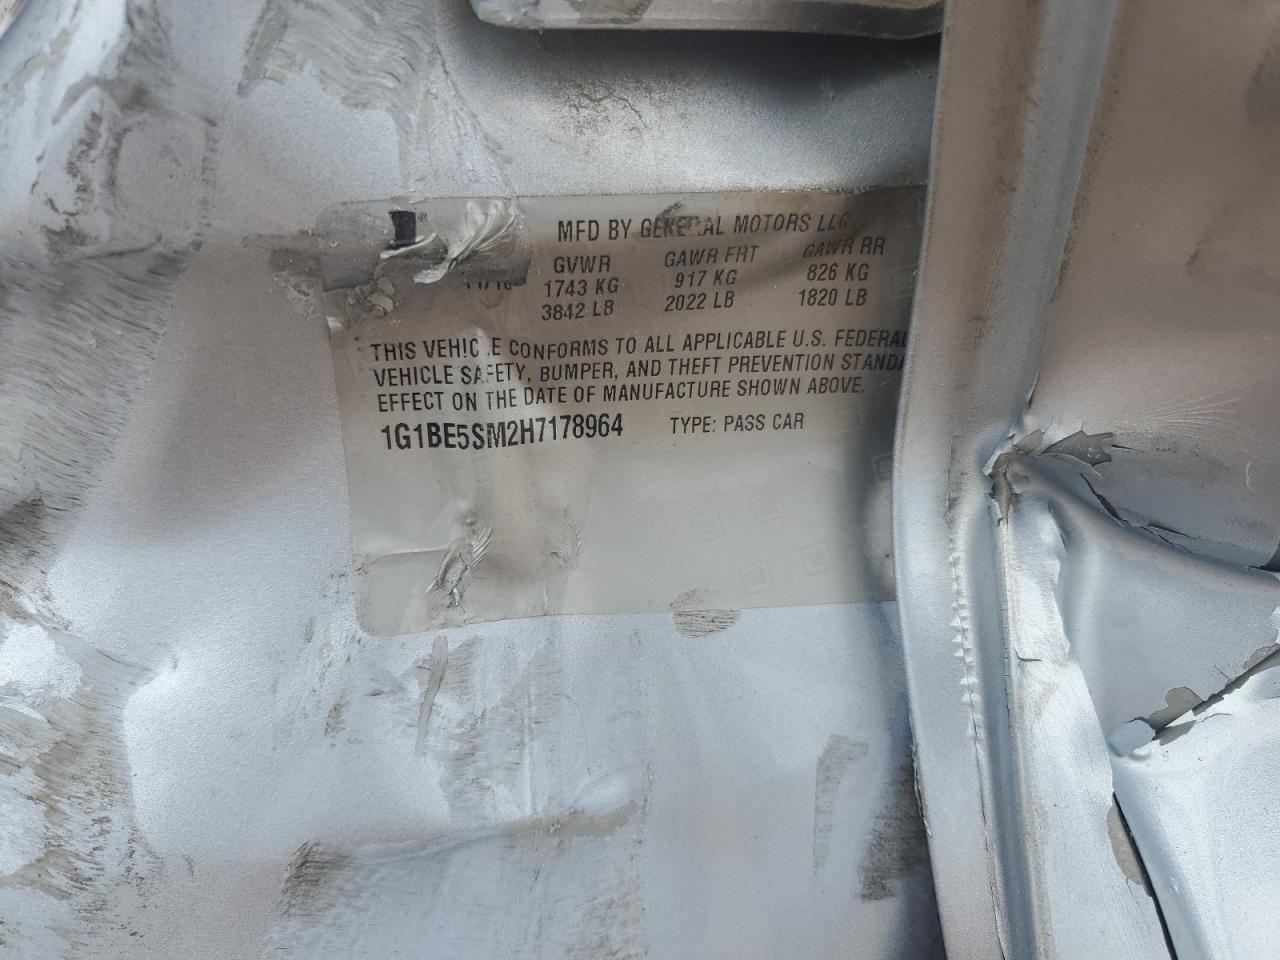 MFD BY GENERAL MOTORS LLC
GVWR GAWR FRT GAWR RR
1743 KG 917 KG 826 KG
3842 LB 2022 LB 1820 LB
THIS VEHICLE CONFORMS TO ALL APPLICABLE U.S. FEDERAL
VEHICLE SAFETY, BUMPER, AND THEFT PREVENTION STANDA
EFFECT ON THE DATE OF MANUFACTURE SHOWN ABOVE.
1G1BE5SM2H7178964 TYPE: PASS CAR